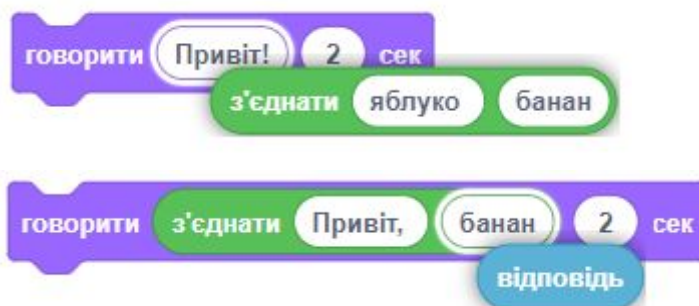 говорити Привіт! 2 сек
з'єднати яблуко банан
говорити з'єднати Привіт, банан 2 сек
відповідь